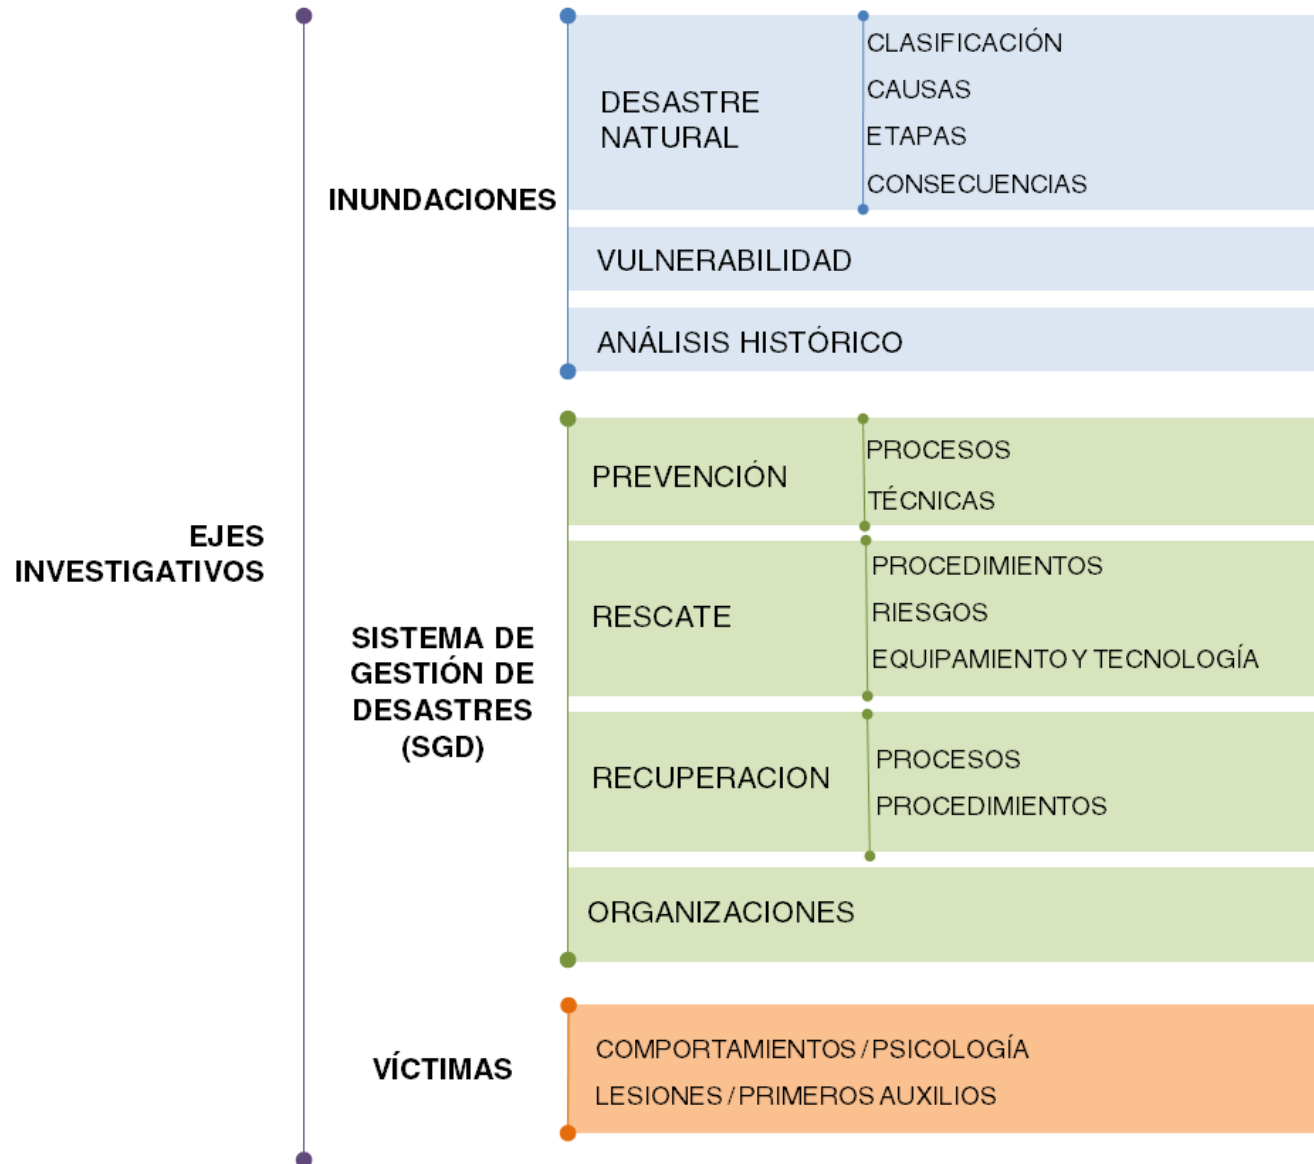 EJES
INVESTIGATIVOS
INUNDACIONES
DESASTRE
NATURAL
CLASIFICACIÓN
CAUSAS
ETAPAS
CONSECUENCIAS
VULNERABILIDAD
ANÁLISIS HISTÓRICO
SISTEMA DE
GESTIÓN DE
DESASTRES
(SGD)
PREVENCIÓN
PROCESOS
TÉCNICAS
RESCATE
PROCEDIMIENTOS
RIESGOS
EQUIPAMIENTO Y TECNOLOGÍA
RECUPERACION
PROCESOS
PROCEDIMIENTOS
ORGANIZACIONES
VÍCTIMAS
COMPORTAMIENTOS / PSICOLOGÍA
LESIONES / PRIMEROS AUXILIOS